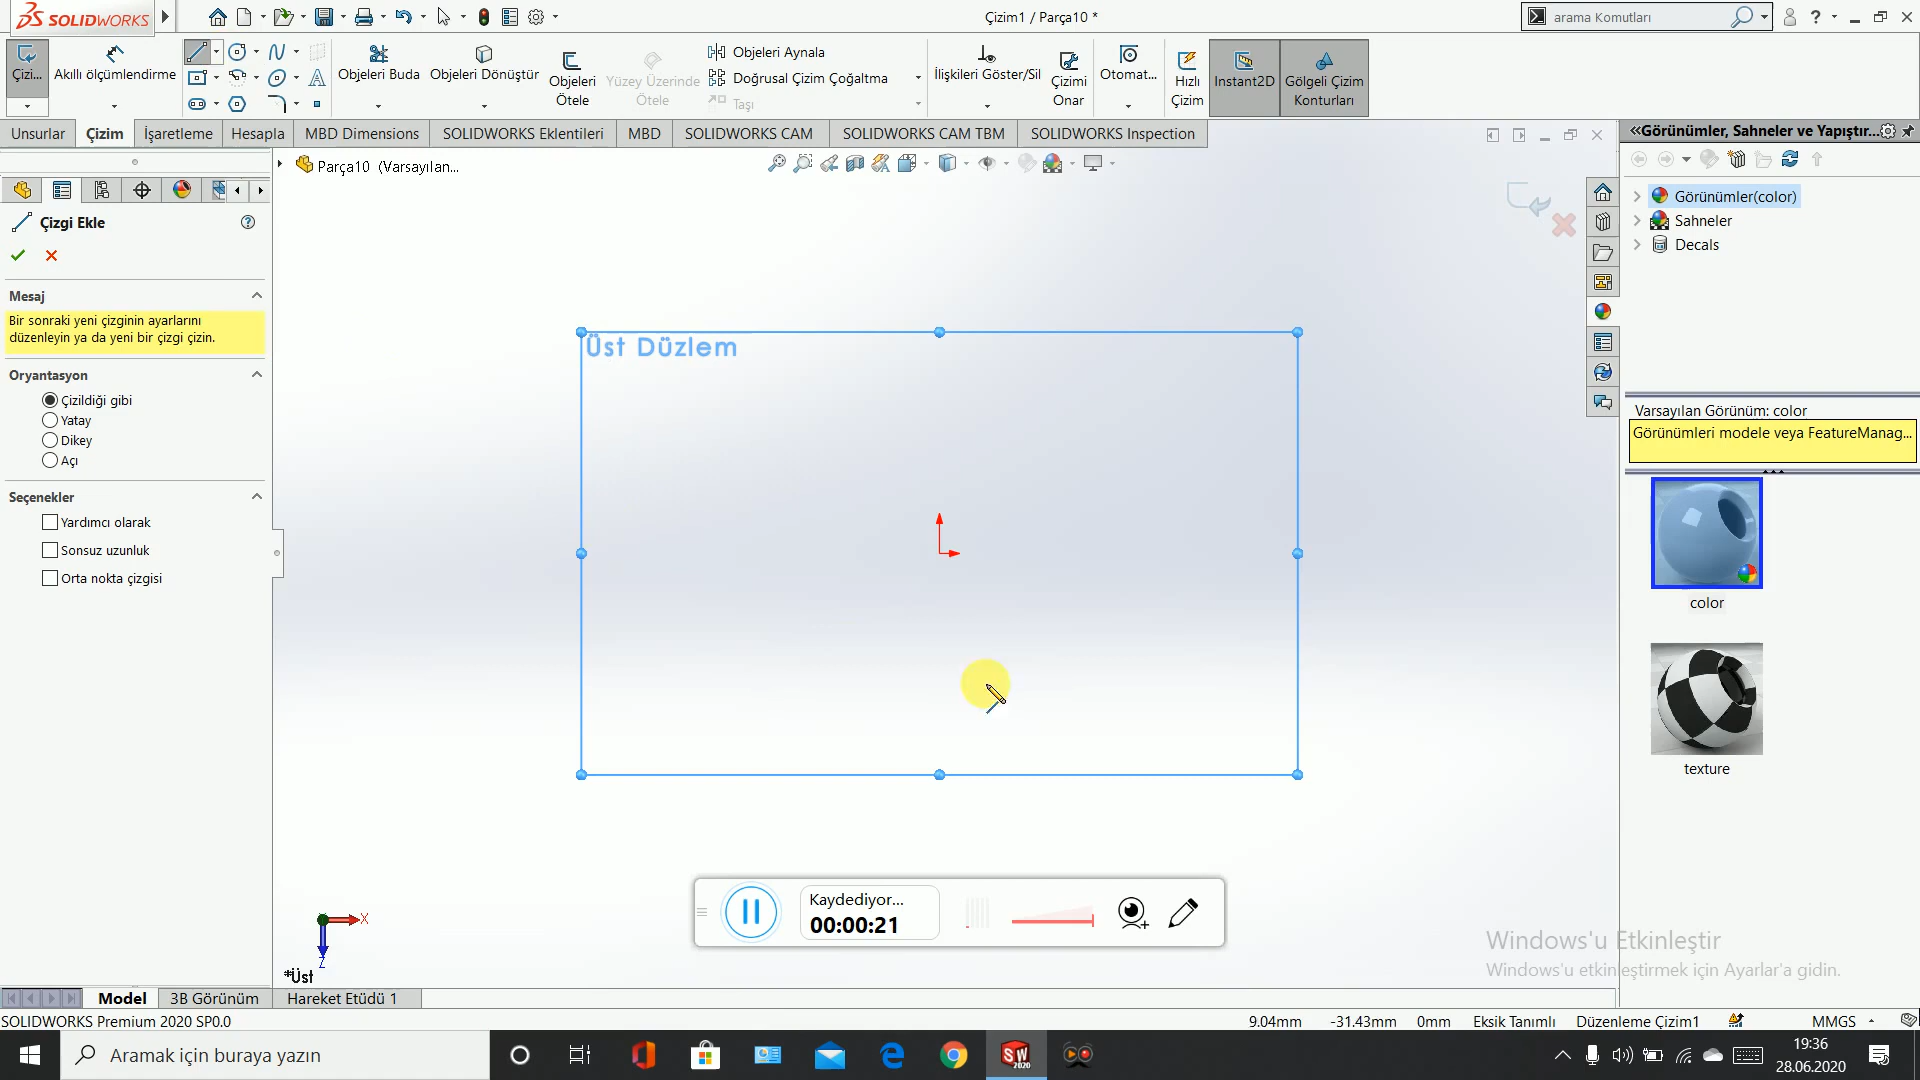 SOLIDWORKS
Çizim1 / Parça10 *
arama Komutları
Çizi...
Akıllı ölçümlendirme
Objeleri Buda
Objeleri Dönüştür
Objeleri Ötele
Yüzey Üzerinde Ötele
Objeleri Aynala
Doğrusal Çizim Çoğaltma
Taşı
İlişkileri Göster/Sil
Çizimi Onar
Otomat...
Hızlı Çizim
Instant2D
Gölgeli Çizim Konturları
Unsurlar
Çizim
İşaretleme
Hesapla
MBD Dimensions
SOLIDWORKS Eklentileri
MBD
SOLIDWORKS CAM
SOLIDWORKS CAM TBM
SOLIDWORKS Inspection
Parça10 (Varsayılan...
Çizgi Ekle
Mesaj
Bir sonraki yeni çizginin ayarlarını
düzenleyin ya da yeni bir çizgi çizin.
Oryantasyon
Çizildiği gibi
Yatay
Dikey
Açı
Seçenekler
Yardımcı olarak
Sonsuz uzunluk
Orta nokta çizgisi
Üst Düzlem
X
Z
*Üst
Kaydediyor...
00:00:21
Görünümler, Sahneler ve Yapıştır...
Görünümler(color)
Sahneler
Decals
Varsayılan Görünüm: color
Görünümleri modele veya FeatureManag...
color
texture
Windows'u Etkinleştir
Windows'u etkinleştirmek için Ayarlar'a gidin.
Model
3B Görünüm
Hareket Etüdü 1
SOLIDWORKS Premium 2020 SP0.0
9.04mm
-31.43mm
0mm
Eksik Tanımlı
Düzenleme Çizim1
MMGS
Aramak için buraya yazın
SW
2020
19:36
28.06.2020